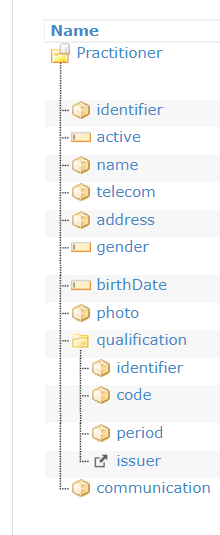 Name
Practitioner
identifier
active
name
telecom
address
gender
birthDate
photo
qualification
identifier
code
period
issuer
communication